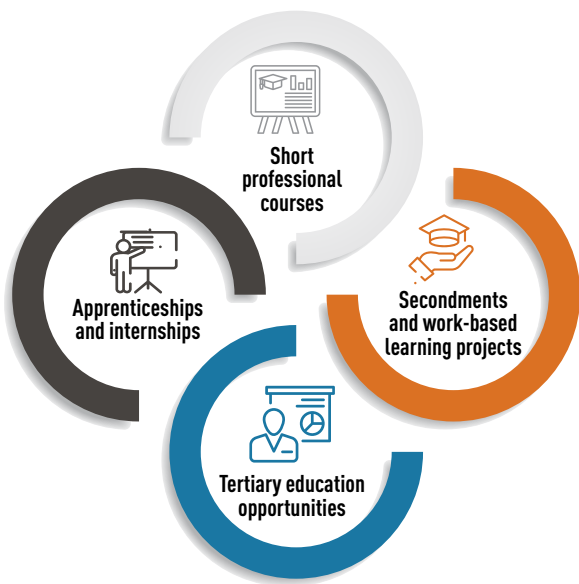 Short
professional
courses
Apprenticeships
and internships
Secondments
and work-based
learning projects
Tertiary education
opportunities